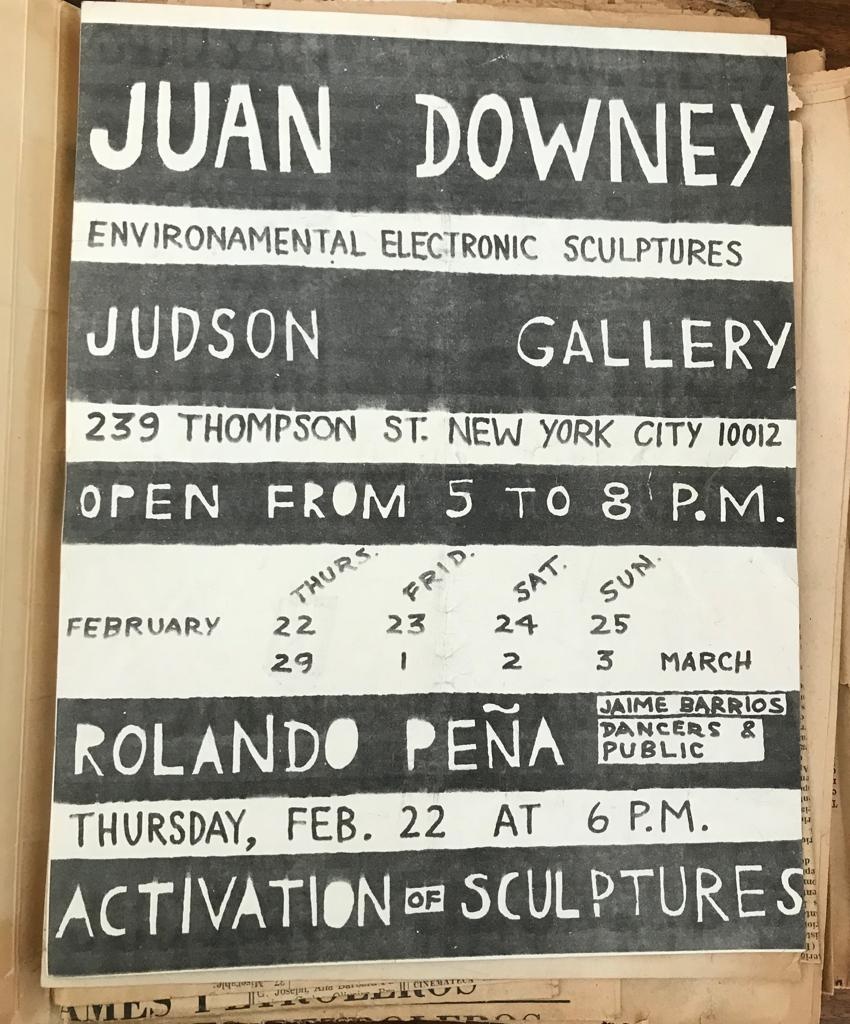 JUAN DOWNEY
ENVIRONAMENTAL ELECTRONIC SCULPTURES
JUDSON GALLERY
239 THOMPSON ST. NEW YORK CITY 10012
OPEN FROM 5 TO 8 P.M.
THURS. FRID. SAT. SUN.
FEBRUARY 22 23 24 25
29 1 2 3 MARCH
ROLANDO PEÑA
JAIME BARRIOS
DANCERS &
PUBLIC
THURSDAY, FEB. 22 AT 6 P.M.
ACTIVATION OF SCULPTURES
CINEMATECA